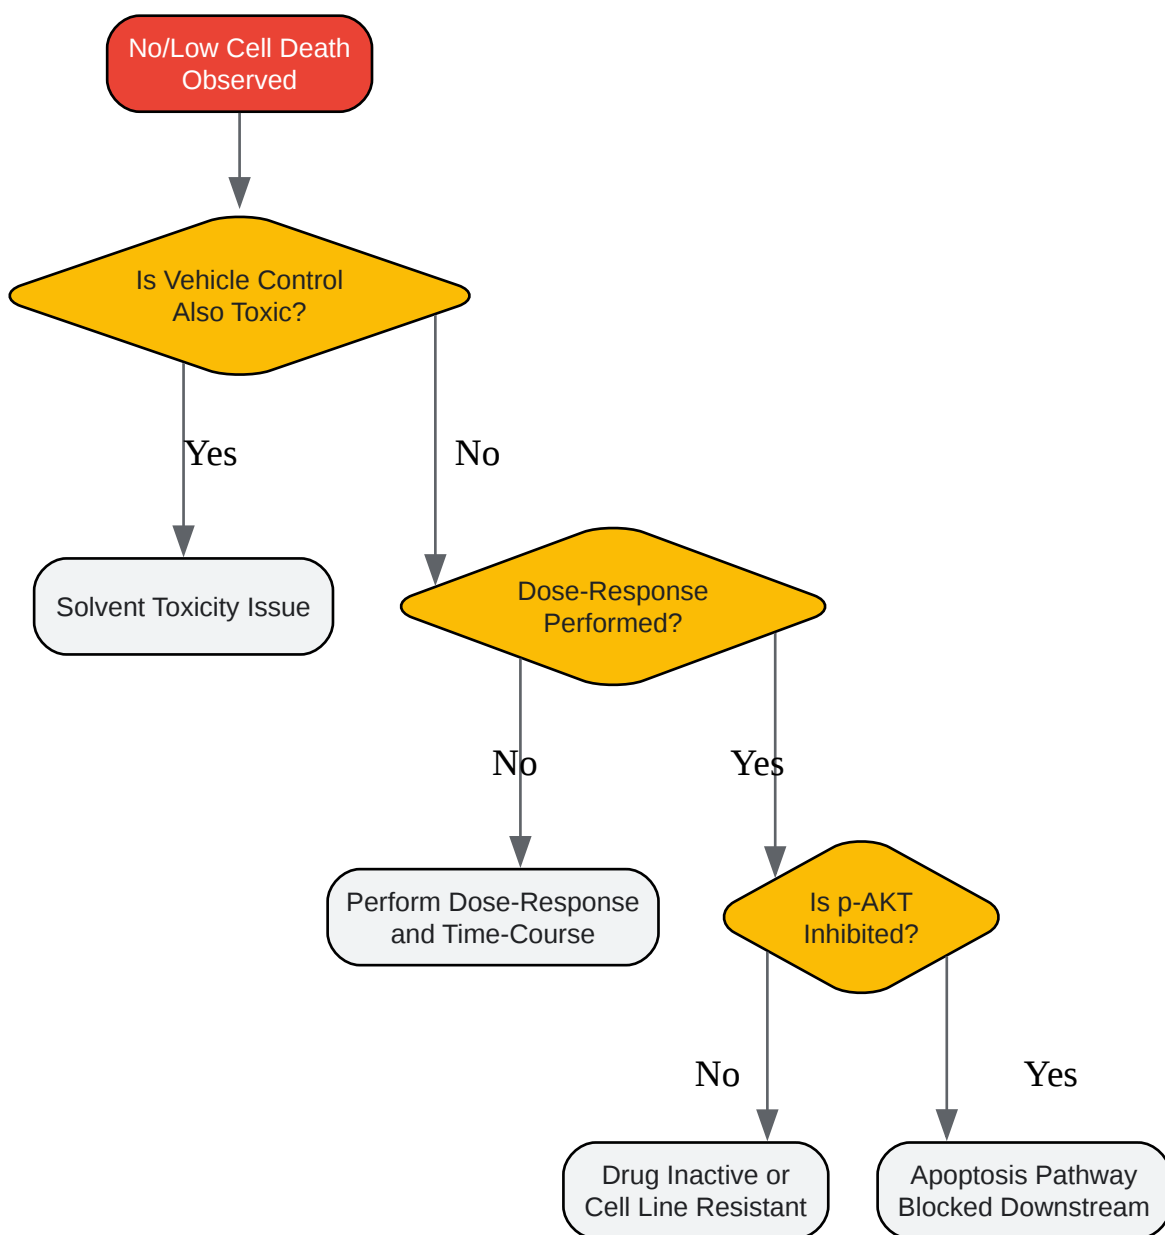 No/Low Cell Death
Observed
Is Vehicle Control
Also Toxic?
Yes
No
Solvent Toxicity Issue
Dose-Response
Performed?
No
Yes
Perform Dose-Response
and Time-Course
Is p-AKT
Inhibited?
No
Yes
Drug Inactive or
Cell Line Resistant
Apoptosis Pathway
Blocked Downstream